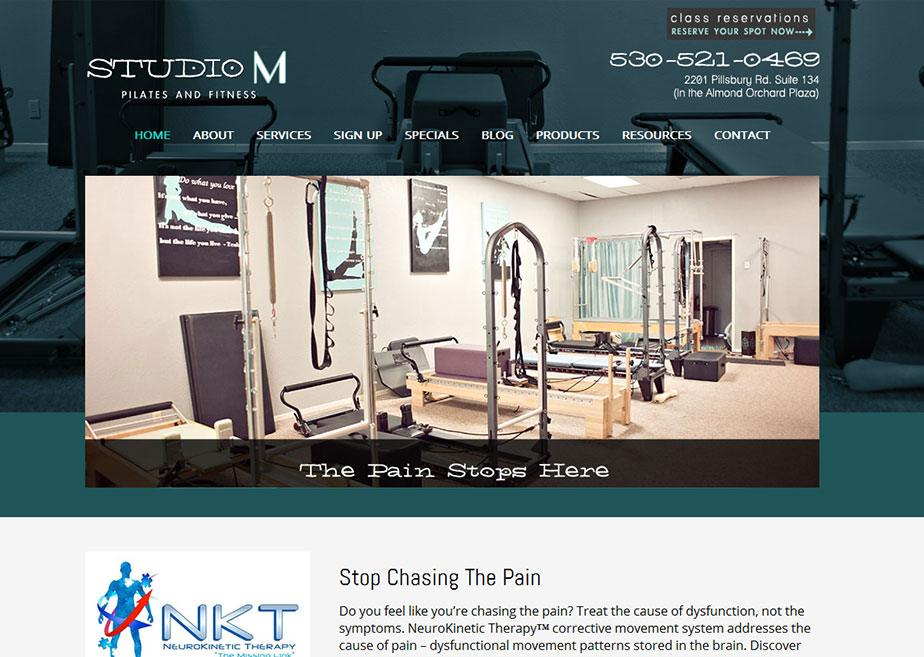 class reservations
RESERVE YOUR SPOT NOW
STUDIO M
PILATES AND FITNESS
530-521-0469
2201 Pillsbury Rd. Suite 134
(In the Almond Orchard Plaza)
HOME ABOUT SERVICES SIGN UP SPECIALS BLOG PRODUCTS RESOURCES CONTACT
Do what you love
what you have,
what you give
It's not the life you
but the life you live
The Pain Stops Here
NKT
NEUROKINETIC THERAPY
"The Missing Link"
Stop Chasing The Pain
Do you feel like you're chasing the pain? Treat the cause of dysfunction, not the
symptoms. NeuroKinetic Therapy™ corrective movement system addresses the
cause of pain – dysfunctional movement patterns stored in the brain. Discover